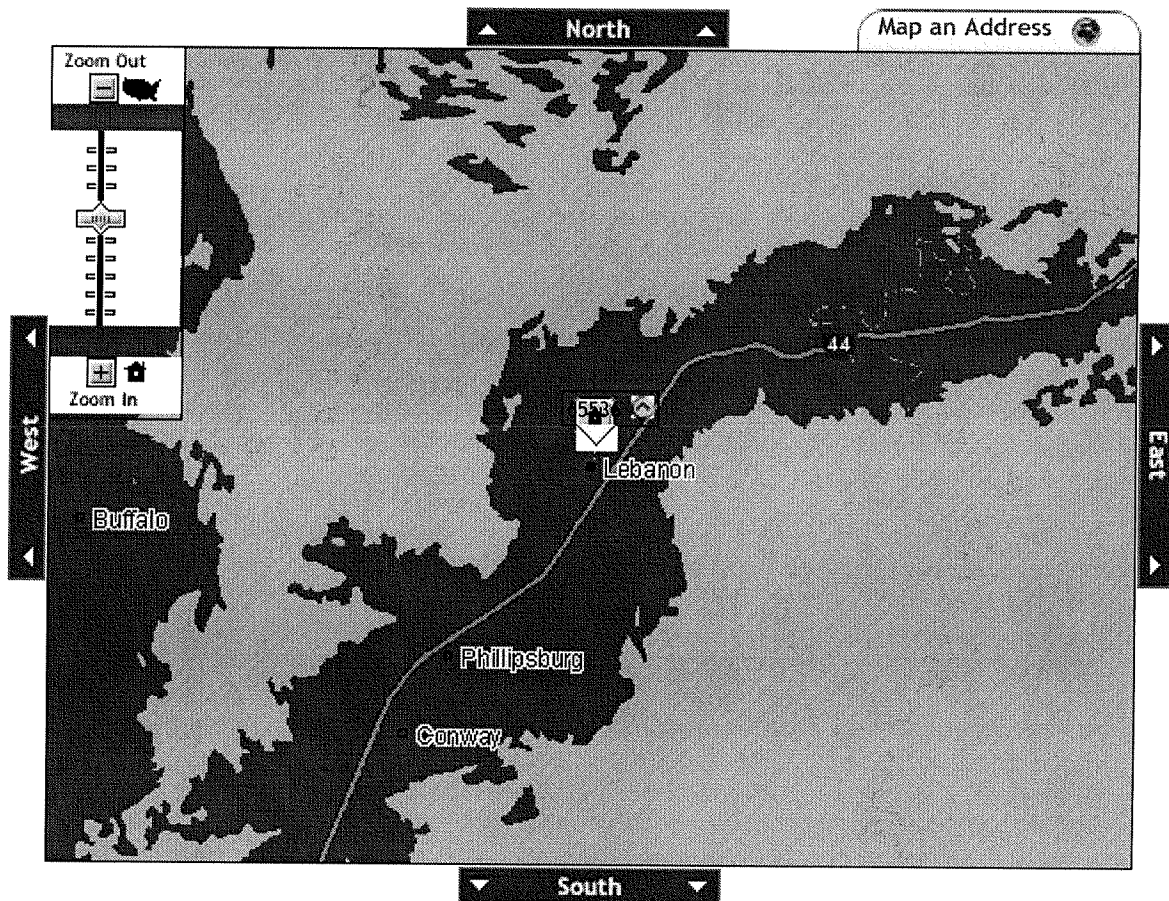 North
Map an Address
Zoom Out
44
Zoom In
West
East
Lebanon
Buffalo
Phillipsburg
Conway
South